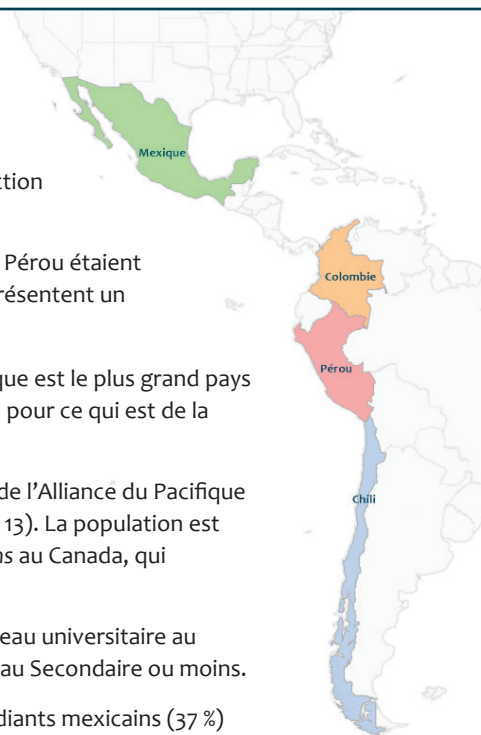 Mexique
ction
Pérou étaient
résentent un
Colombie
que est le plus grand pays
pour ce qui est de la
Pérou
de l'Alliance du Pacifique
13). La population est
ns au Canada, qui
Chili
eau universitaire au
au Secondaire ou moins.
diants mexicains (37 %)